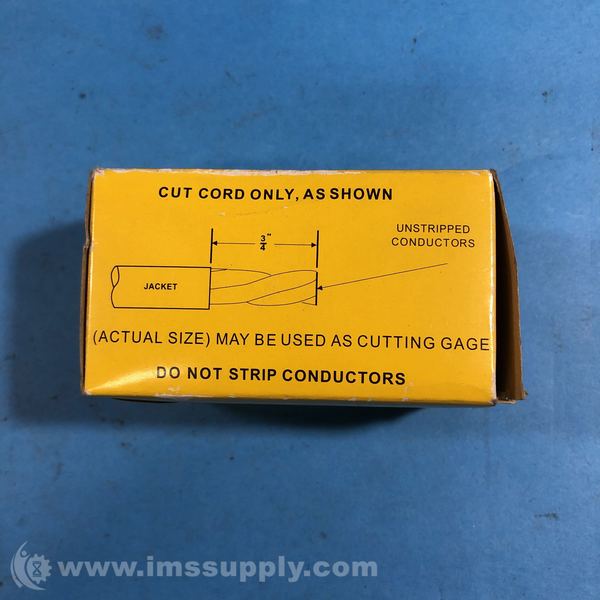 CUT CORD ONLY, AS SHOWN
3/4"
UNSTRIPPED
CONDUCTORS
JACKET
(ACTUAL SIZE) MAY BE USED AS CUTTING GAGE
DO NOT STRIP CONDUCTORS
www.imssupply.com